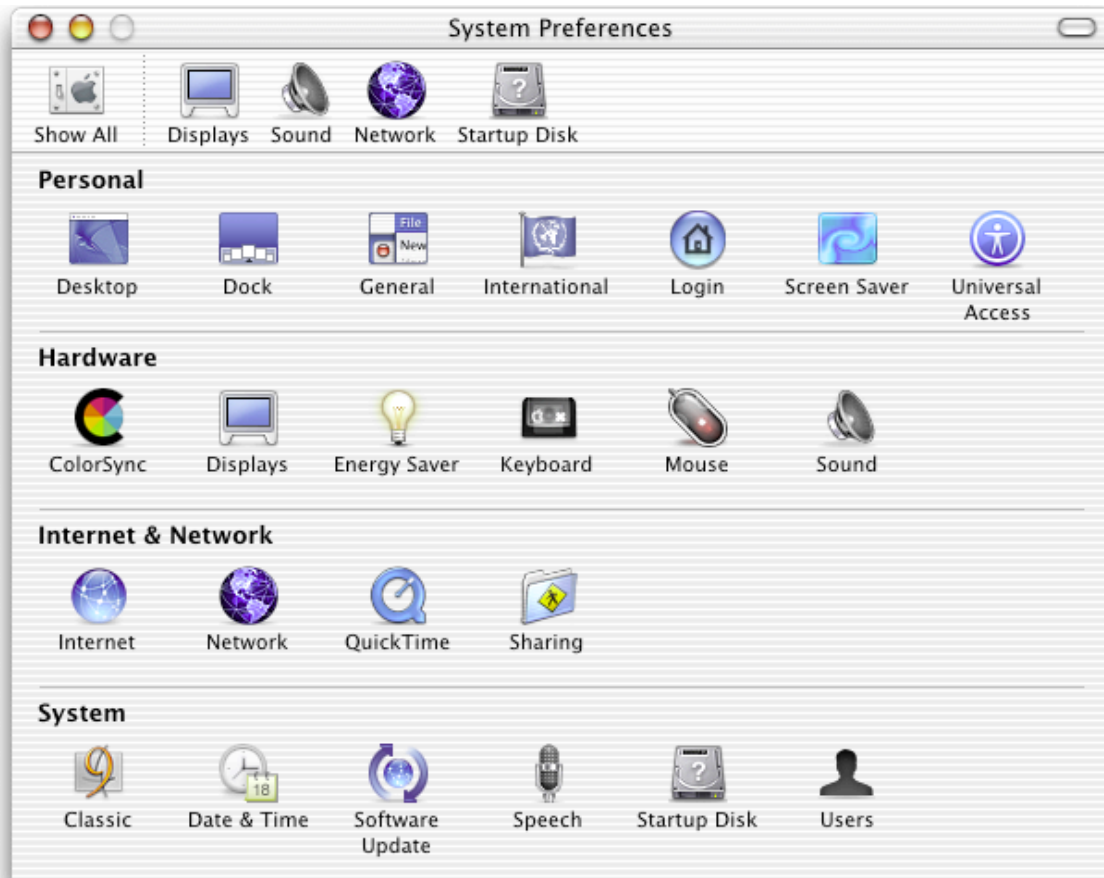 System Preferences
Show All Displays Sound Network Startup Disk
Personal
File
New
Desktop Dock General International Login Screen Saver Universal Access
Hardware
ColorSync Displays Energy Saver Keyboard Mouse Sound
Internet & Network
Internet Network QuickTime Sharing
System
9 18 ?
Classic Date & Time Software Update Speech Startup Disk Users